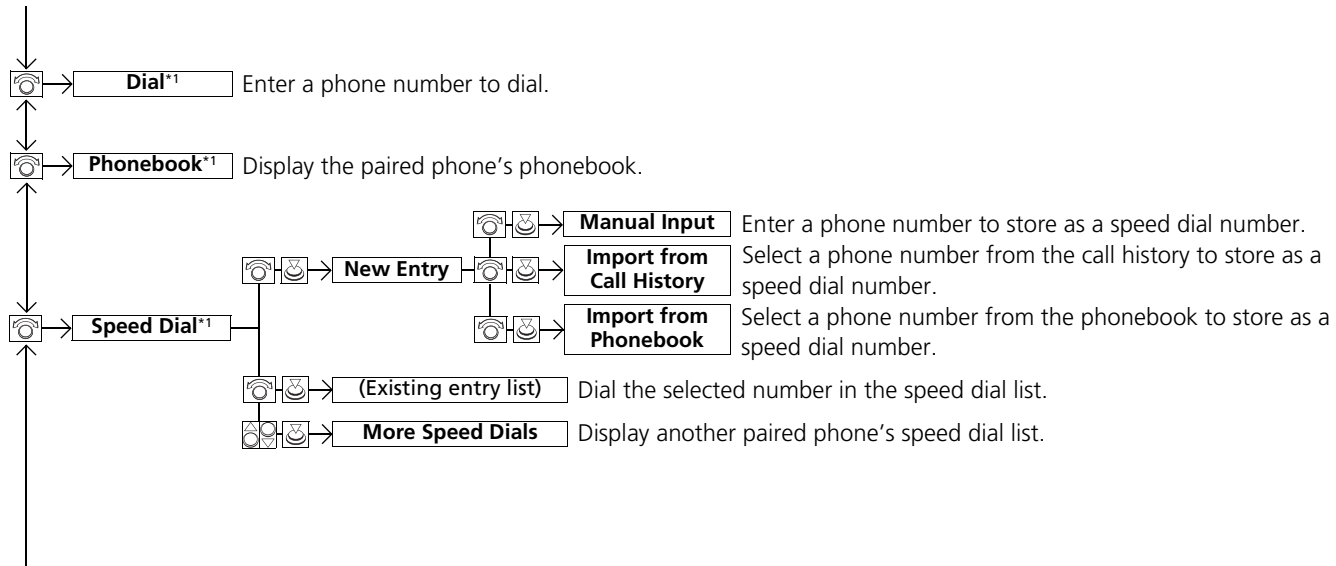 Dial*1 Enter a phone number to dial.
Phonebook*1 Display the paired phone’s phonebook.
Manual Input Enter a phone number to store as a speed dial number.
New Entry
Import from
Call History
Select a phone number from the call history to store as a
speed dial number.
Speed Dial*1
Import from
Phonebook
Select a phone number from the phonebook to store as a
speed dial number.
(Existing entry list) Dial the selected number in the speed dial list.
More Speed Dials Display another paired phone’s speed dial list.